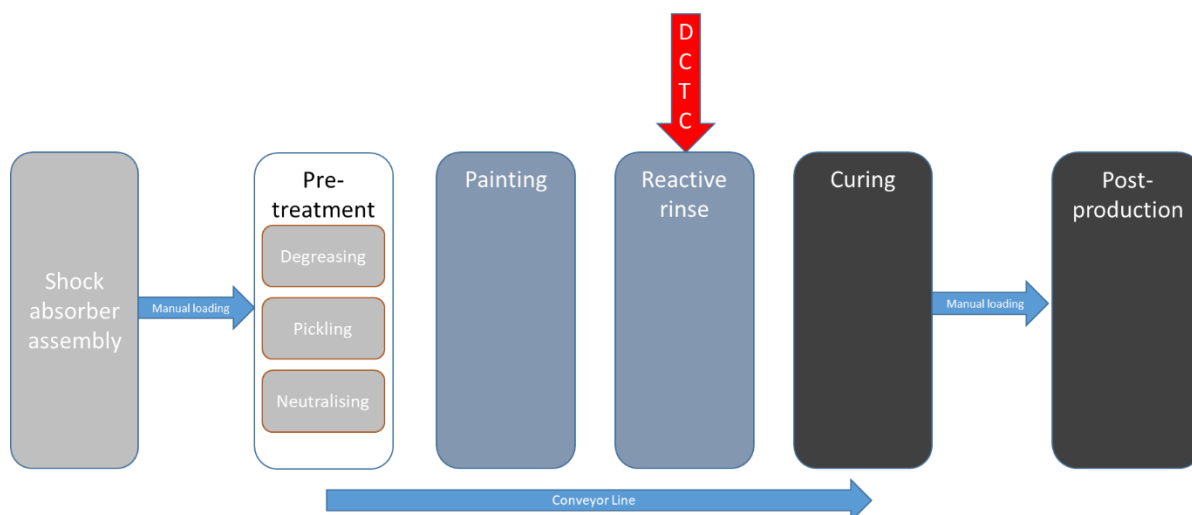 D
C
T
C
Shock
absorber
assembly
Manual loading
Pre-
treatment
Degreasing
Pickling
Neutralising
Painting
Reactive
rinse
Curing
Manual loading
Post-
production
Conveyor Line